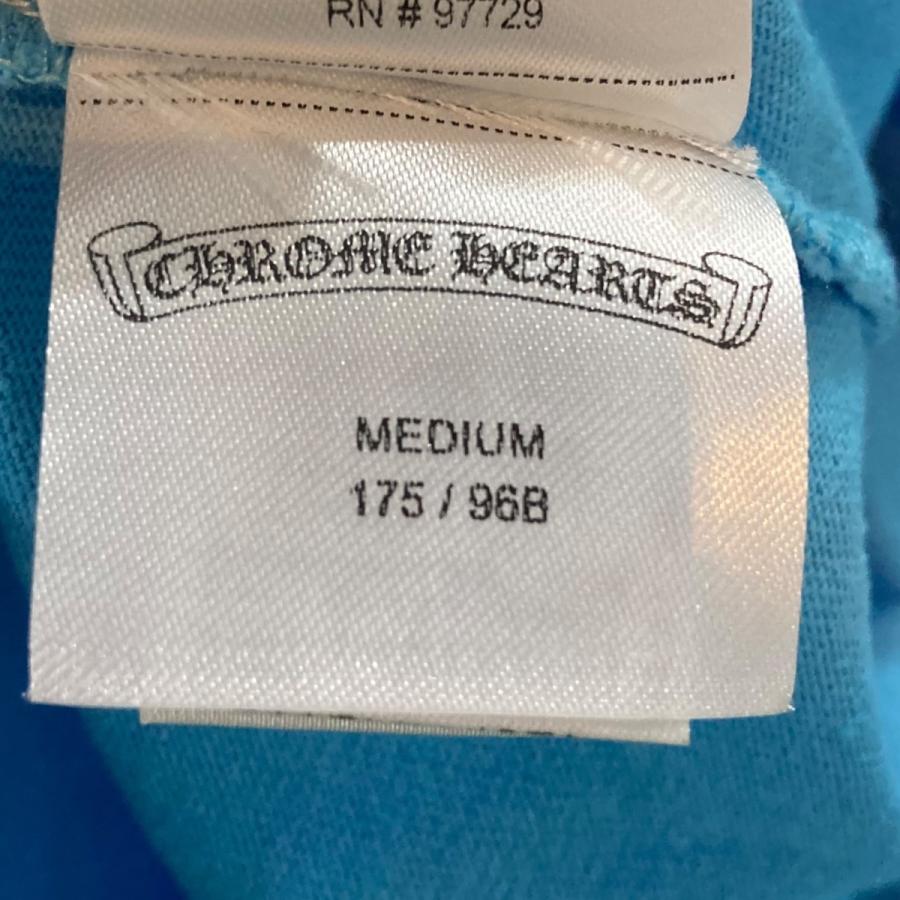 RN # 97729
CHROME HEARTS
MEDIUM
175 / 96B